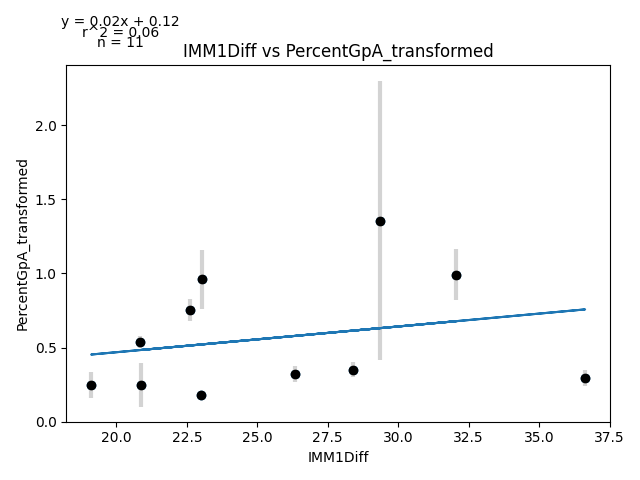 y = 0.02x + 0.12
r^2 = 0.06
n = 11
IMM1Diff vs PercentGpA_transformed
PercentGpA_transformed
2.0
1.5
1.0
0.5
0.0
20.0 22.5 25.0 27.5 30.0 32.5 35.0 37.5
IMM1Diff